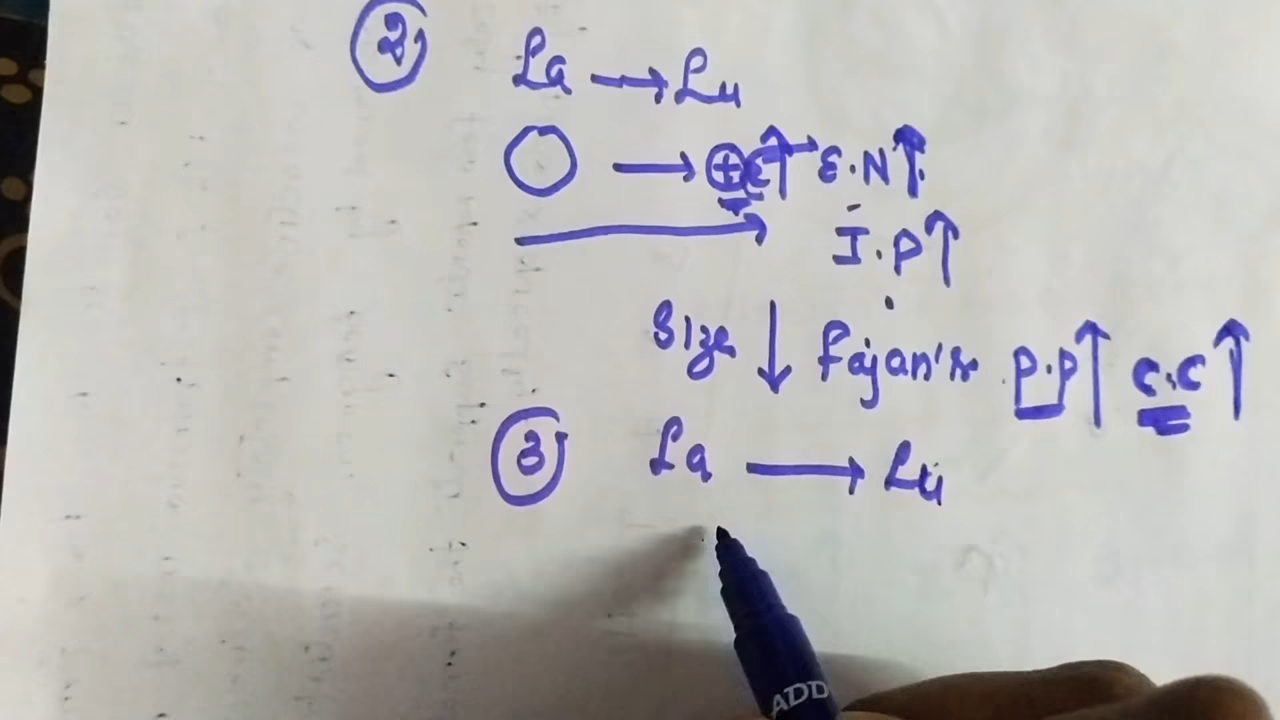 ② La → Lu
→ ⊕C↑ → E.N↑
I.P↑
Size ↓ Fajan's P.P↑ C.C↑
③ La → Lu
ADD